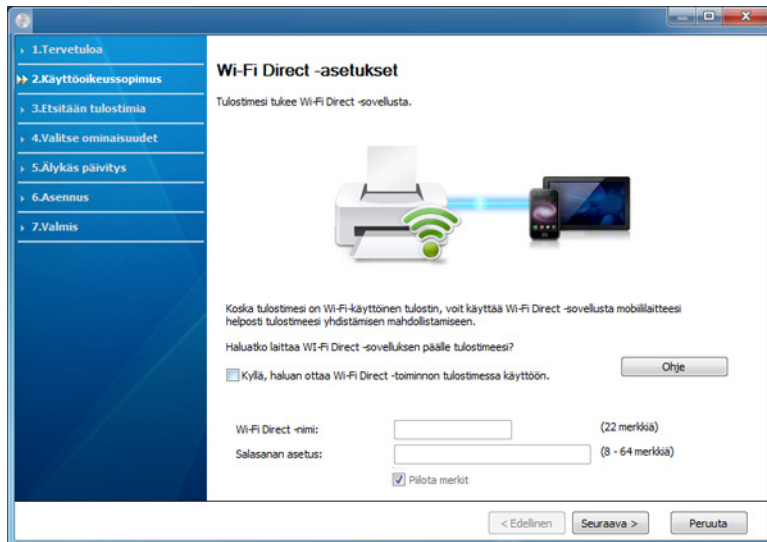 1.Tervetuloa
2.Käyttöoikeussopimus
3.Etsitään tulostimia
4.Valitse ominaisuudet
5.Älykäs päivitys
6.Asennus
7.Valmis
Wi-Fi Direct -asetukset
Tulostimesi tukee Wi-Fi Direct -sovellusta.
Koska tulostimesi on Wi-Fi-käyttöinen tulostin, voit käyttää Wi-Fi Direct -sovellusta mobiililaitteesi
helposti tulostimeesi yhdistämisen mahdollistamiseen.
Haluatko laittaa WI-Fi Direct -sovelluksen päälle tulostimeesi?
Kyllä, haluan ottaa Wi-Fi Direct -toiminnon tulostimessa käyttöön.
Ohje
Wi-Fi Direct -nimi:
(22 merkkiä)
Salasanan asetus:
(8 - 64 merkkiä)
Piilota merkit
< Edellinen
Seuraava >
Peruuta